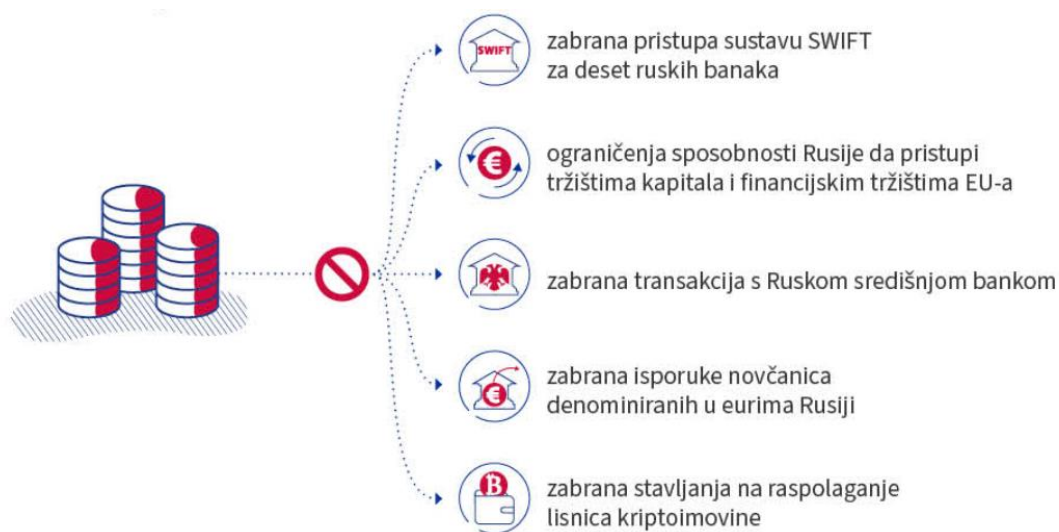 SWIFT
zabrana pristupa sustavu SWIFT
za deset ruskih banaka
ograničenja sposobnosti Rusije da pristupi
tržištima kapitala i financijskim tržištima EU-a
zabrana transakcija s Ruskom središnjom bankom
zabrana isporuke novčanica
denominiranih u eurima Rusiji
zabrana stavljanja na raspolaganje
lisnica kriptoimovine